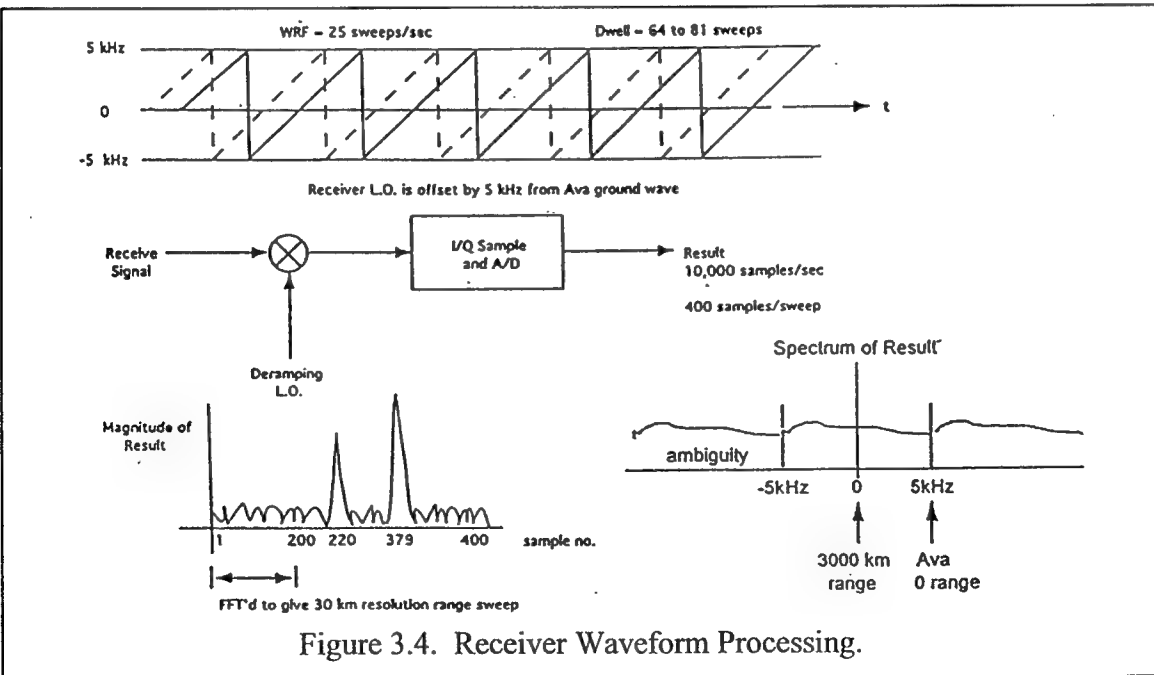 WRF - 25 sweeps/sec
Dwell - 64 to 81 sweeps
5 kHz
0
-5 kHz
t
Receiver L.O. is offset by 5 kHz from Ava ground wave
Receive
Signal
I/Q Sample
and A/D
Result
10,000 samples/sec
400 samples/sweep
Deramping
L.O.
Spectrum of Result
Magnitude of
Result
ambiguity
-5kHz
0
5kHz
1
200
220
379
400
sample no.
3000 km
range
Ava
0 range
FFT'd to give 30 km resolution range sweep
Figure 3.4. Receiver Waveform Processing.